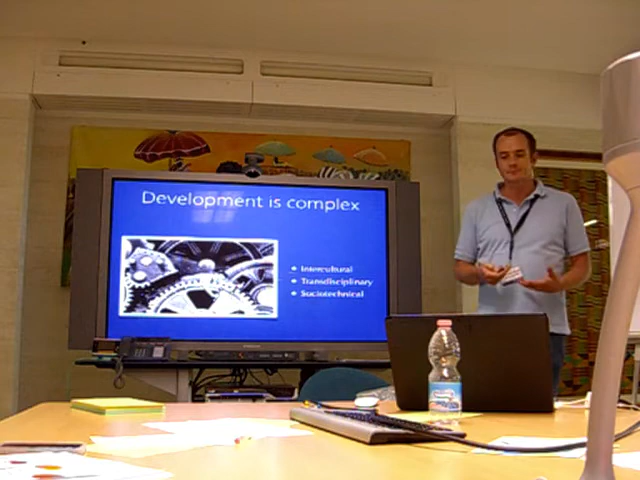 Development is complex
Intercultural
Transdisciplinary
Sociotechnical